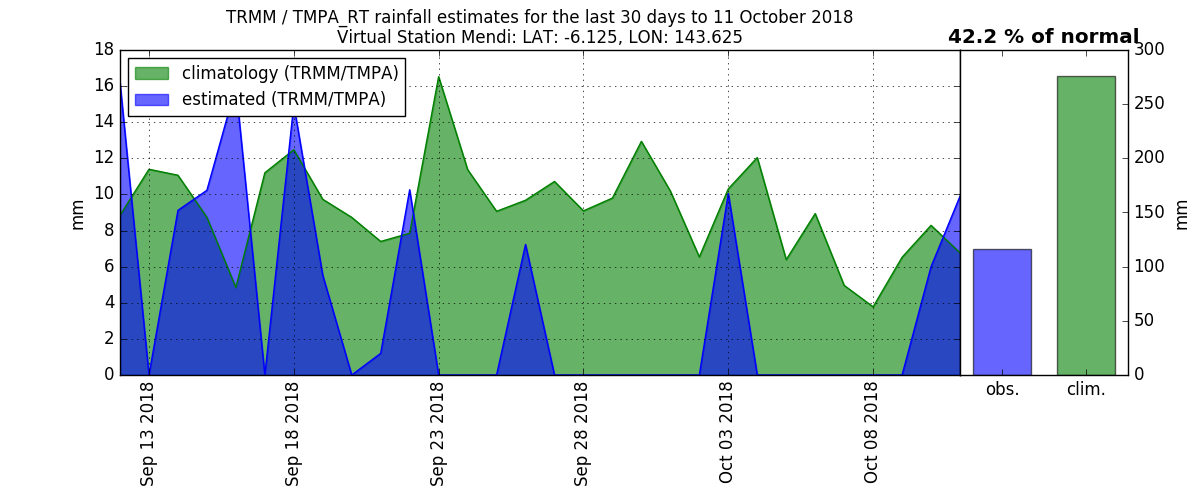 TRMM / TMPA_RT rainfall estimates for the last 30 days to 11 October 2018
Virtual Station Mendi: LAT: -6.125, LON: 143.625
42.2 % of normal
climatology (TRMM/TMPA)
estimated (TRMM/TMPA)
18
16
14
12
10
8
6
4
2
0
mm
Sep 13 2018
Sep 18 2018
Sep 23 2018
Sep 28 2018
Oct 03 2018
Oct 08 2018
300
250
200
150
100
50
0
mm
obs.
clim.